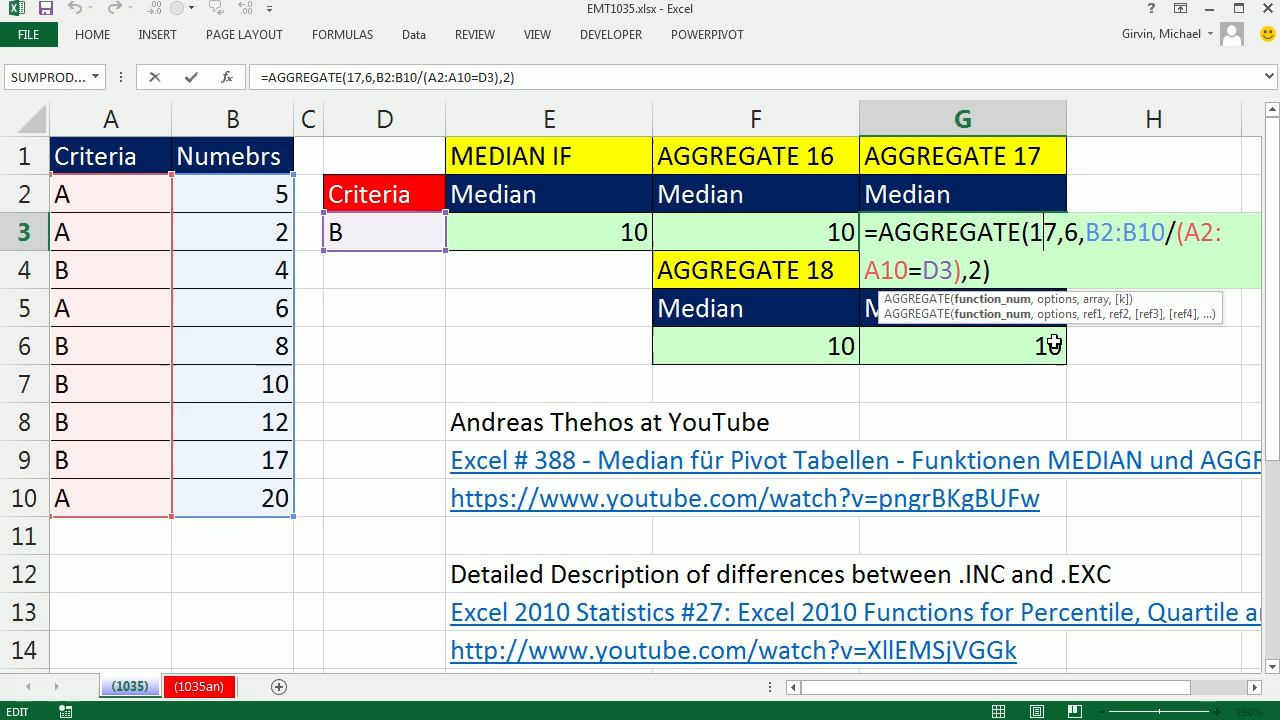 EMT1035.xlsx - Excel
FILE HOME INSERT PAGE LAYOUT FORMULAS Data REVIEW VIEW DEVELOPER POWERPIVOT Girvin, Michael
SUMPROD... =AGGREGATE(17,6,B2:B10/(A2:A10=D3),2)
A B C D E F G H
1 Criteria Numebrs MEDIAN IF AGGREGATE 16 AGGREGATE 17
2 A 5 Criteria Median Median Median
3 A 2 B 10 10 =AGGREGATE(17,6,B2:B10/(A2:
4 B 4 AGGREGATE 18 A10=D3),2)
AGGREGATE(function_num, options, array, [k])
5 A 6 Median M
AGGREGATE(function_num, options, ref1, ref2, [ref3], [ref4], ...)
6 B 8 10
7 B 10
8 B 12 Andreas Thehos at YouTube
9 B 17 Excel # 388 - Median für Pivot Tabellen - Funktionen MEDIAN und AGGR
10 A 20 https://www.youtube.com/watch?v=pngrBKgBUFw
11
12 Detailed Description of differences between .INC and .EXC
13 Excel 2010 Statistics #27: Excel 2010 Functions for Percentile, Quartile a
14 http://www.youtube.com/watch?v=XllEMSjVGGk
(1035) (1035an)
EDIT 190%